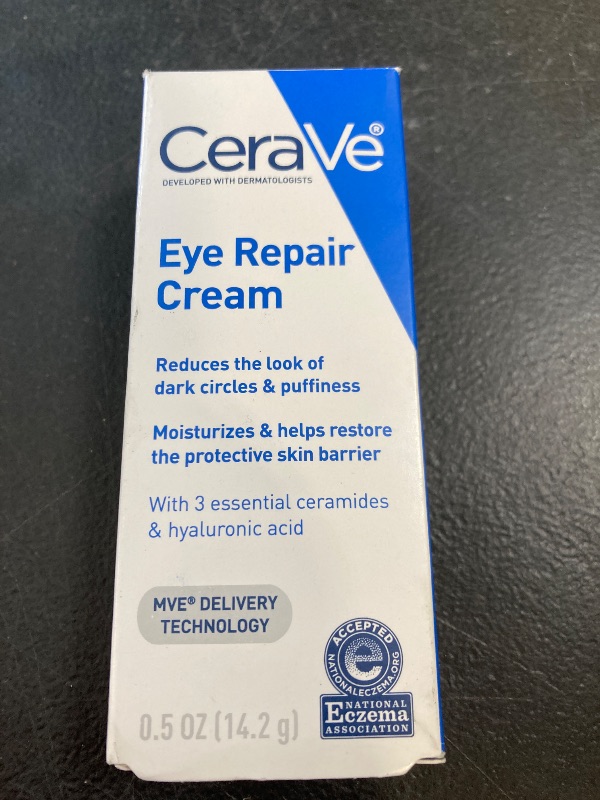 CeraVe®
DEVELOPED WITH DERMATOLOGISTS
Eye Repair
Cream
Reduces the look of
dark circles & puffiness
Moisturizes & helps restore
the protective skin barrier
With 3 essential ceramides
& hyaluronic acid
MVE® DELIVERY
TECHNOLOGY
ACCEPTED
e
NATIONALECZEMA.ORG
NATIONAL
Eczema
ASSOCIATION
0.5 OZ (14.2 g)